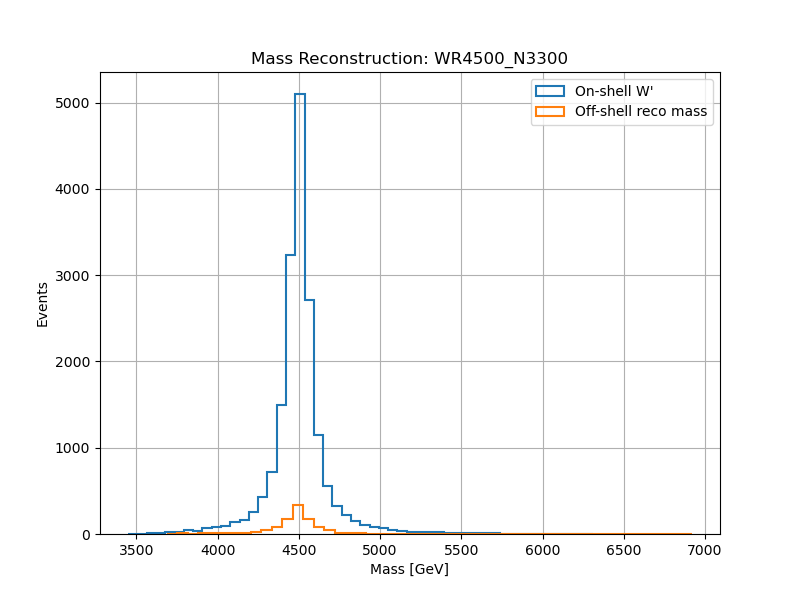 Mass Reconstruction: WR4500_N3300
On-shell W'
Off-shell reco mass
5000
4000
3000
2000
1000
0
Events
3500 4000 4500 5000 5500 6000 6500 7000
Mass [GeV]